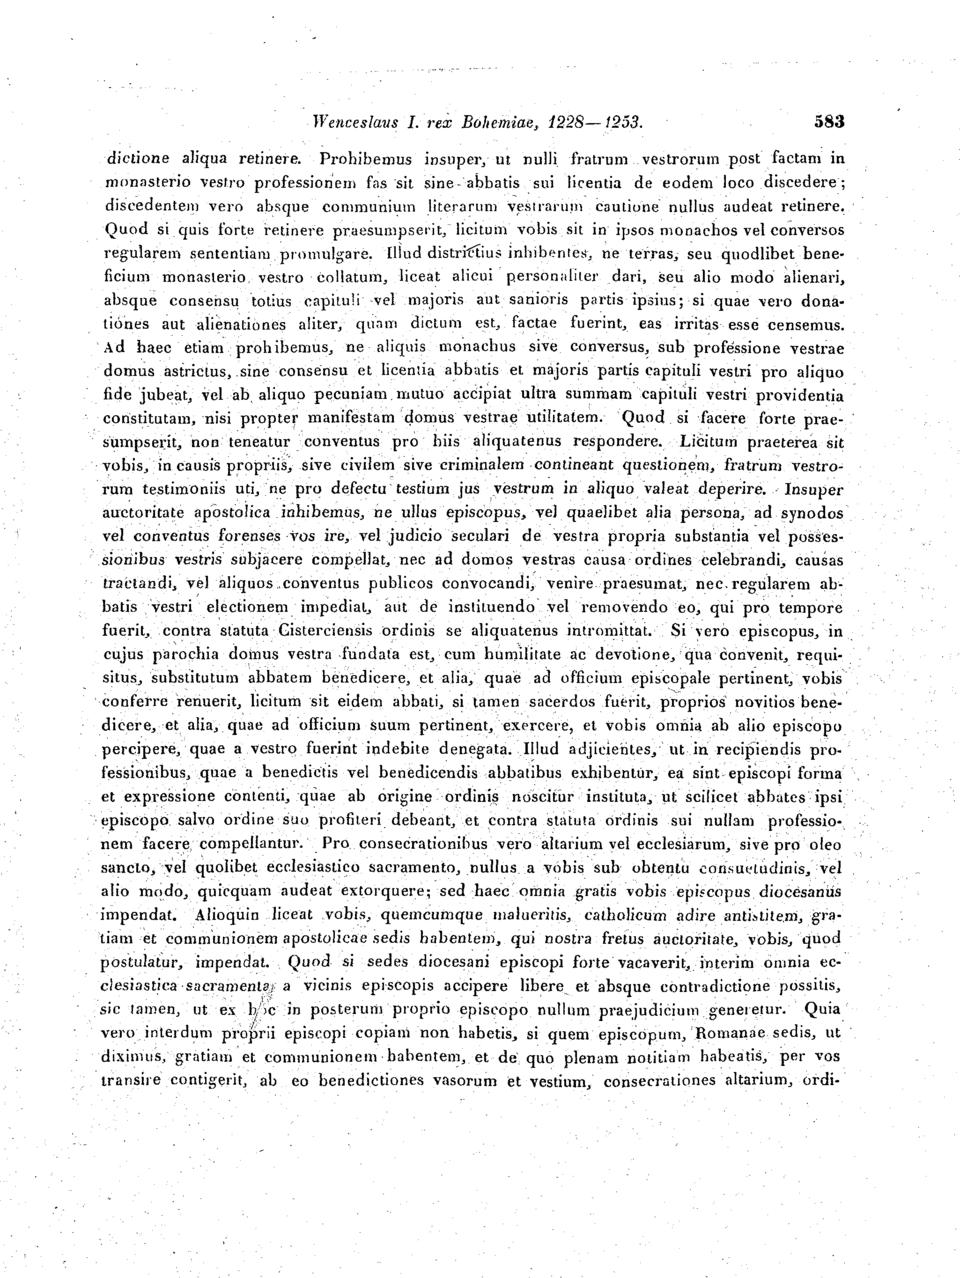 Wenceslaus I. rex Bohemiae, 1228—1253. 583
dictione aliqua retinere. Prohibemus insuper, ut nulli fratrum vestrorum post factam in
monasterio vestro professionem fas sit sine abbatis sui licentia de eodem loco discedere;
discedentem vero absque communium literarum vestrarum cautione nullus audeat retinere.
Quod si quis forte retinere praesumpserit, licitum vobis sit in ipsos monachos vel conversos
regularem sententiam promulgare. Illud districtius inhibentes, ne terras, seu quodlibet bene-
ficium monasterio vestro collatum, liceat alicui personaliter dari, seu alio modo alienari,
absque consensu totius capituli vel majoris aut sanioris partis ipsius; si quae vero dona-
tiones aut alienationes aliter, quam dictum est, factae fuerint, eas irritas esse censemus.
Ad haec etiam prohibemus, ne aliquis monachus sive conversus, sub professione vestrae
domus astrictus, sine consensu et licentia abbatis et majoris partis capituli vestri pro aliquo
fide jubeat, vel ab aliquo pecuniam mutuo accipiat ultra summam capituli vestri providentia
constitutam, nisi propter manifestam domus vestrae utilitatem. Quod si facere forte prae-
sumpserit, non teneatur conventus pro hiis aliquatenus respondere. Licitum praeterea sit
vobis, in causis propriis, sive civilem sive criminalem contineant questionem, fratrum vestro-
rum testimoniis uti, ne pro defectu testium jus vestrum in aliquo valeat deperire. Insuper
auctoritate apostolica inhibemus, ne ullus episcopus, vel quaelibet alia persona, ad synodos
vel conventus forenses vos ire, vel judicio seculari de vestra propria substantia vel posses-
sionibus vestris subjacere compellat, nec ad domos vestras causa ordines celebrandi, causas
tractandi, vel aliquos conventus publicos convocandi, venire praesumat, nec regularem ab-
batis vestri electionem impediat, aut de instituendo vel removendo eo, qui pro tempore
fuerit, contra statuta Cisterciensis ordinis se aliquatenus intromittat. Si vero episcopus, in
cujus parochia domus vestra fundata est, cum humilitate ac devotione, qua convenit, requi-
situs, substitutum abbatem benedicere, et alia, quae ad officium episcopale pertinent, vobis
conferre renuerit, licitum sit eidem abbati, si tamen sacerdos fuerit, proprios novitios bene-
dicere, et alia, quae ad officium suum pertinent, exercere, et vobis omnia ab alio episcopo
percipere, quae a vestro fuerint indebite denegata. Illud adjicientes, ut in recipiendis pro-
fessionibus, quae a benedictis vel benedicendis abbatibus exhibentur, ea sint episcopi forma
et expressione contenti, quae ab origine ordinis noscitur instituta, ut scilicet abbates ipsi
episcopo salvo ordine suo profiteri debeant, et contra statuta ordinis sui nullam professio-
nem facere compellantur. Pro consecrationibus vero altarium vel ecclesiarum, sive pro oleo
sancto, vel quolibet ecclesiastico sacramento, nullus a vobis sub obtentu consuetudinis, vel
alio modo, quicquam audeat extorquere; sed haec omnia gratis vobis episcopus diocesanus
impendat. Alioquin liceat vobis, quemcumque malueritis, catholicum adire antistitem, gra-
tiam et communionem apostolicae sedis habentem, qui nostra fretus auctoritate, vobis, quod
postulatur, impendat. Quod si sedes diocesani episcopi forte vacaverit, interim omnia ec-
clesiastica sacramenta, a vicinis episcopis accipere libere et absque contradictione possitis,
sic tamen, ut ex hoc in posterum proprio episcopo nullum praejudicium generetur. Quia
vero interdum proprii episcopi copiam non habetis, si quem episcopum, Romanae sedis, ut
diximus, gratiam et communionem habentem, et de quo plenam notitiam habeatis, per vos
transire contigerit, ab eo benedictiones vasorum et vestium, consecrationes altarium, ordi-